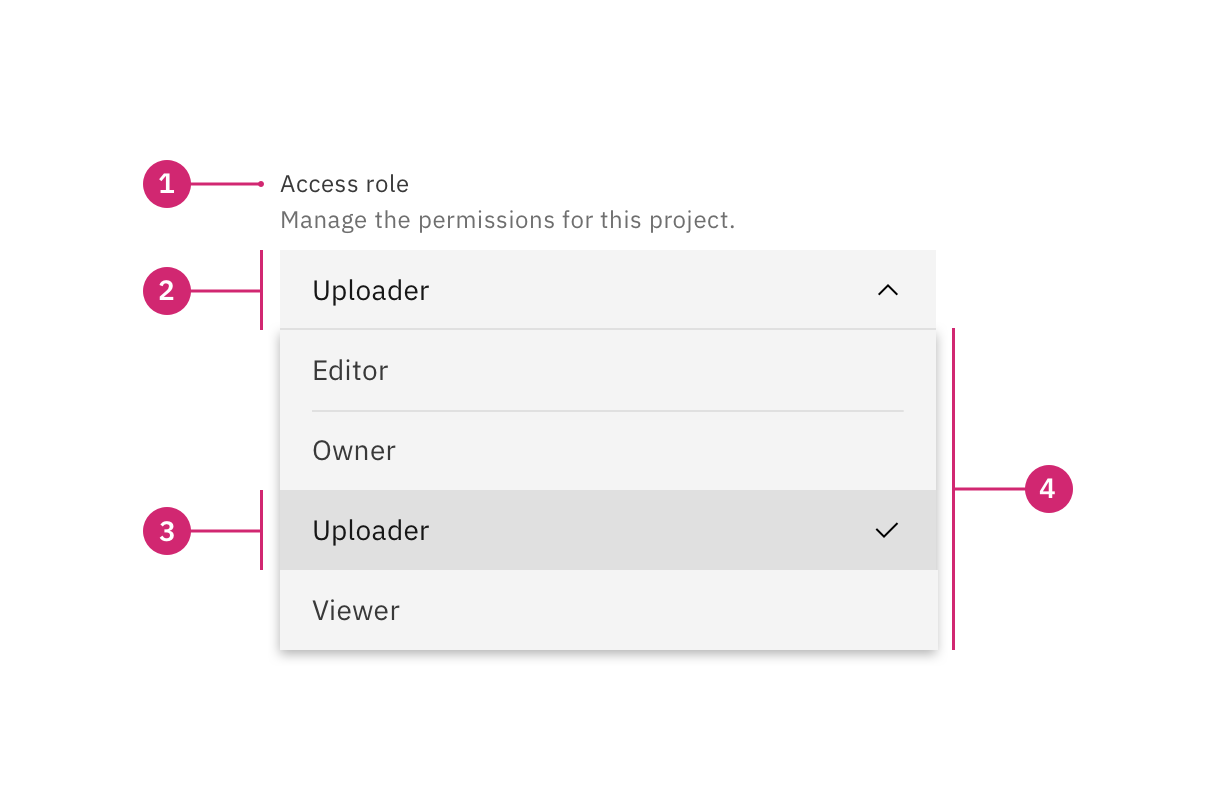 1 Access role
Manage the permissions for this project.
2 Uploader
Editor
Owner
3 Uploader
4
Viewer